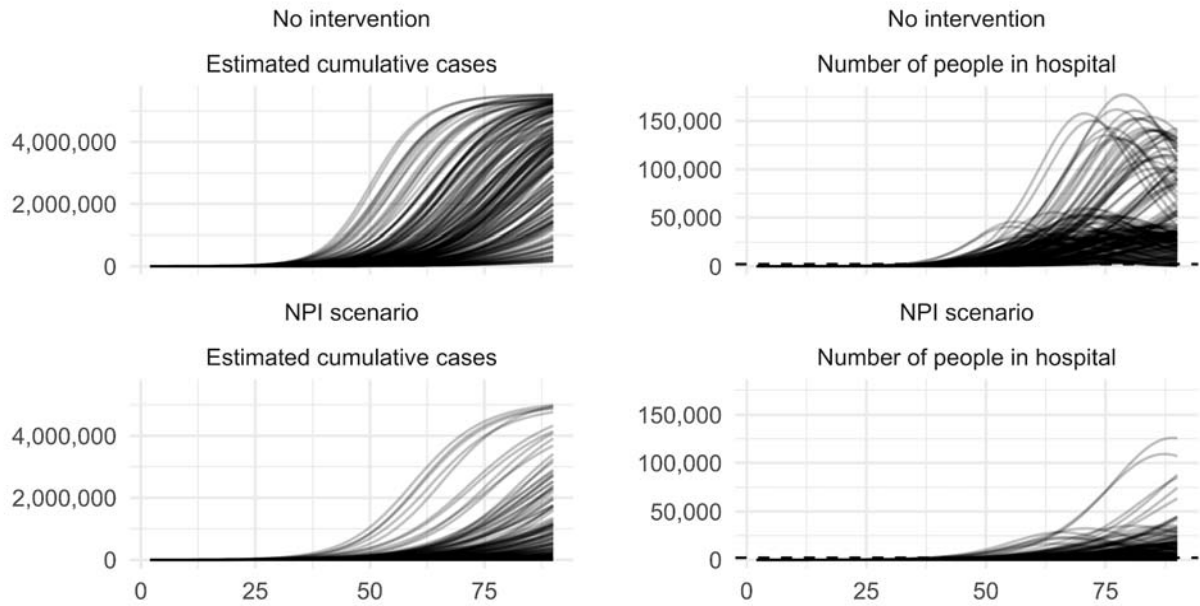 No intervention
Estimated cumulative cases
4,000,000
2,000,000
0
No intervention
Number of people in hospital
150,000
100,000
50,000
0
NPI scenario
Estimated cumulative cases
4,000,000
2,000,000
0
0 25 50 75
NPI scenario
Number of people in hospital
150,000
100,000
50,000
0
0 25 50 75